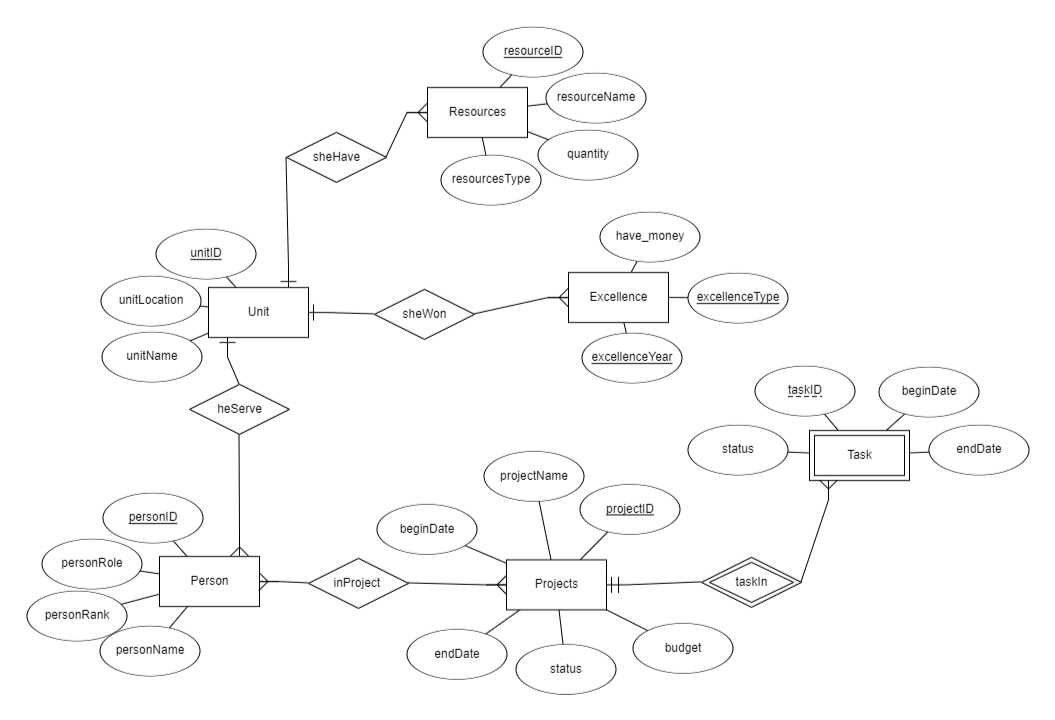 resourceID
resourceName
Resources
quantity
sheHave
resourcesType
have_money
unitID
unitLocation
Excellence
excellenceType
Unit
sheWon
unitName
excellenceYear
taskID
beginDate
heServe
status
Task
endDate
projectName
personID
projectID
beginDate
personRole
Person
inProject
Projects
taskIn
personRank
personName
endDate
status
budget